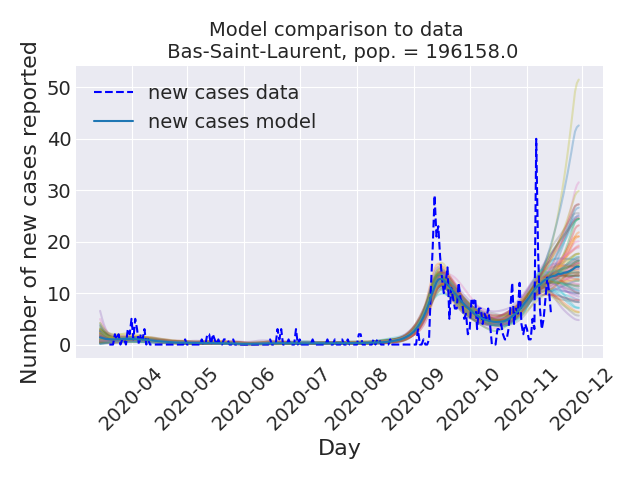 Model comparison to data
Bas-Saint-Laurent, pop. = 196158.0
Number of new cases reported
50
40
30
20
10
0
new cases data
new cases model
2020-04
2020-05
2020-06
2020-07
2020-08
2020-09
2020-10
2020-11
2020-12
Day